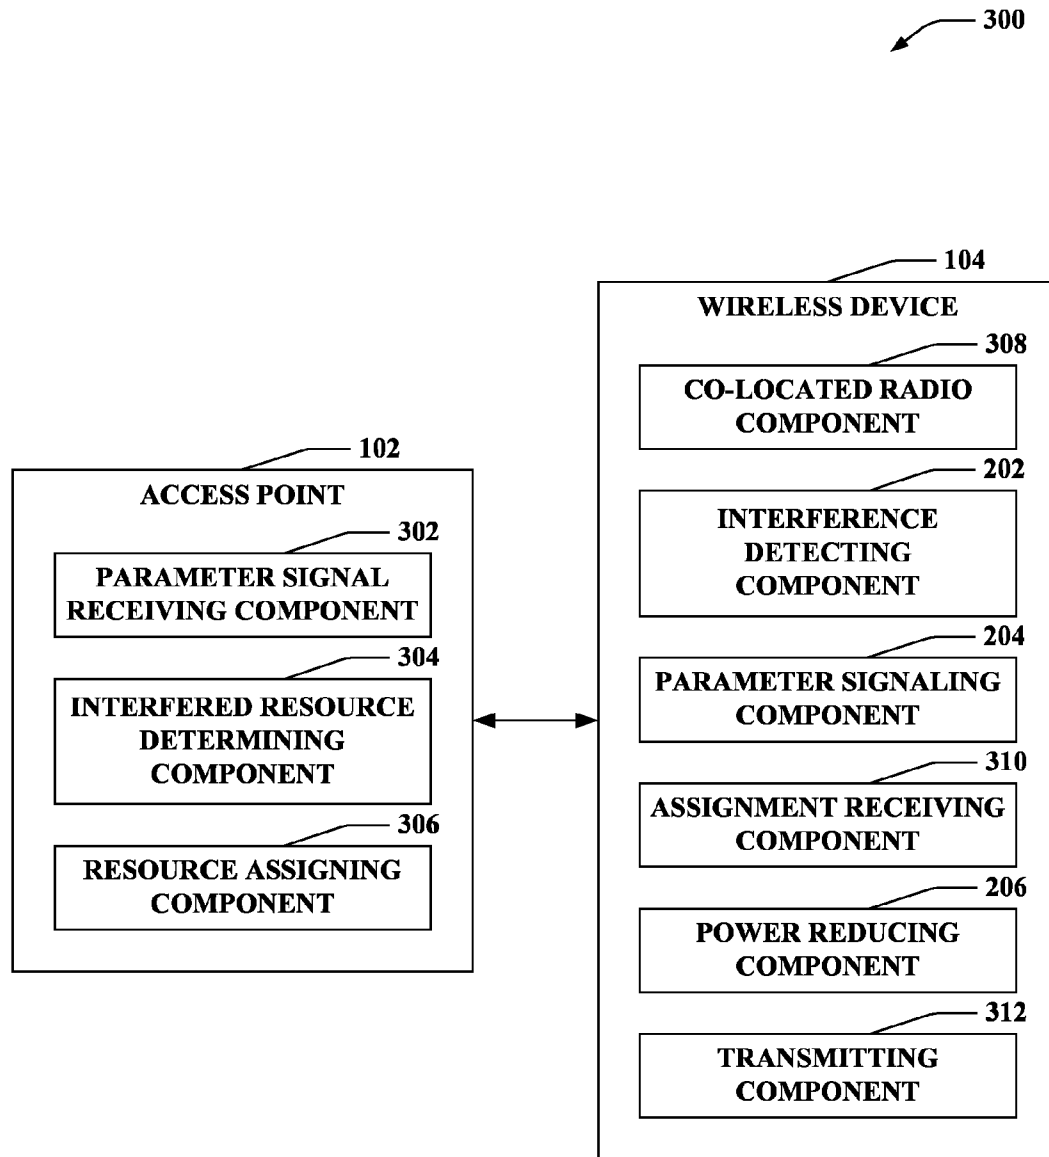 300
104
WIRELESS DEVICE
308
CO-LOCATED RADIO
COMPONENT
202
INTERFERENCE
DETECTING
COMPONENT
204
PARAMETER SIGNALING
COMPONENT
310
ASSIGNMENT RECEIVING
COMPONENT
206
POWER REDUCING
COMPONENT
312
TRANSMITTING
COMPONENT
102
ACCESS POINT
302
PARAMETER SIGNAL
RECEIVING COMPONENT
304
INTERFERED RESOURCE
DETERMINING
COMPONENT
306
RESOURCE ASSIGNING
COMPONENT